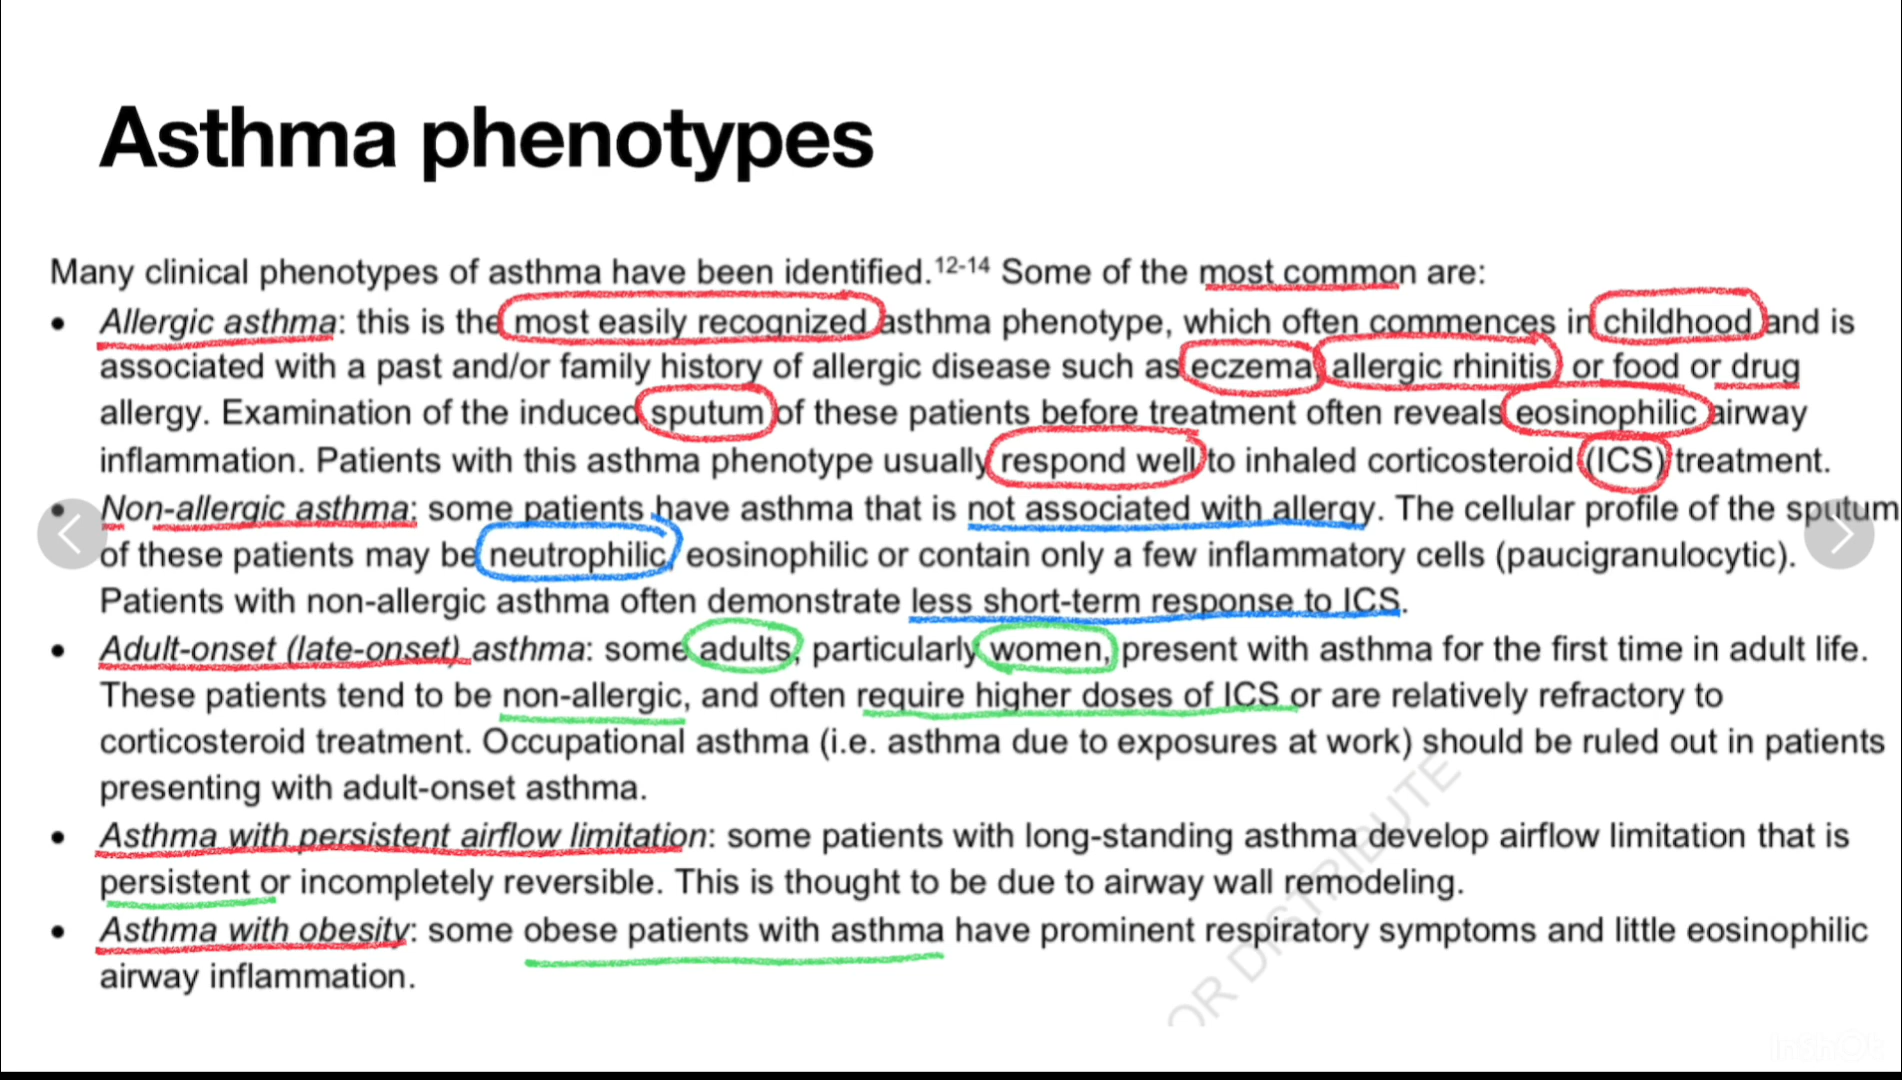 Asthma phenotypes
Many clinical phenotypes of asthma have been identified.12-14 Some of the most common are:
• Allergic asthma: this is the most easily recognized asthma phenotype, which often commences in childhood and is
associated with a past and/or family history of allergic disease such as eczema, allergic rhinitis, or food or drug
allergy. Examination of the induced sputum of these patients before treatment often reveals eosinophilic airway
inflammation. Patients with this asthma phenotype usually respond well to inhaled corticosteroid (ICS) treatment.
• Non-allergic asthma: some patients have asthma that is not associated with allergy. The cellular profile of the sputum
of these patients may be neutrophilic, eosinophilic or contain only a few inflammatory cells (paucigranulocytic).
Patients with non-allergic asthma often demonstrate less short-term response to ICS.
• Adult-onset (late-onset) asthma: some adults, particularly women, present with asthma for the first time in adult life.
These patients tend to be non-allergic, and often require higher doses of ICS or are relatively refractory to
corticosteroid treatment. Occupational asthma (i.e. asthma due to exposures at work) should be ruled out in patients
presenting with adult-onset asthma.
• Asthma with persistent airflow limitation: some patients with long-standing asthma develop airflow limitation that is
persistent or incompletely reversible. This is thought to be due to airway wall remodeling.
• Asthma with obesity: some obese patients with asthma have prominent respiratory symptoms and little eosinophilic
airway inflammation.
OR DISTRIBUTE